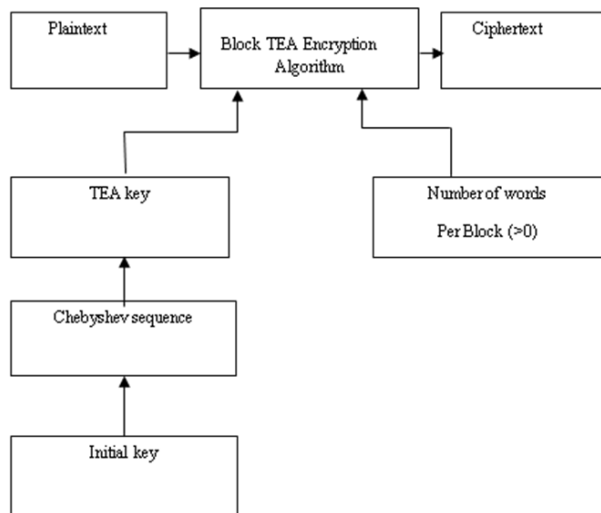 Plaintext
Block TEA Encryption
Algorithm
Ciphertext
TEA key
Number of words
Per Block (>0)
Chebyshev sequence
Initial key